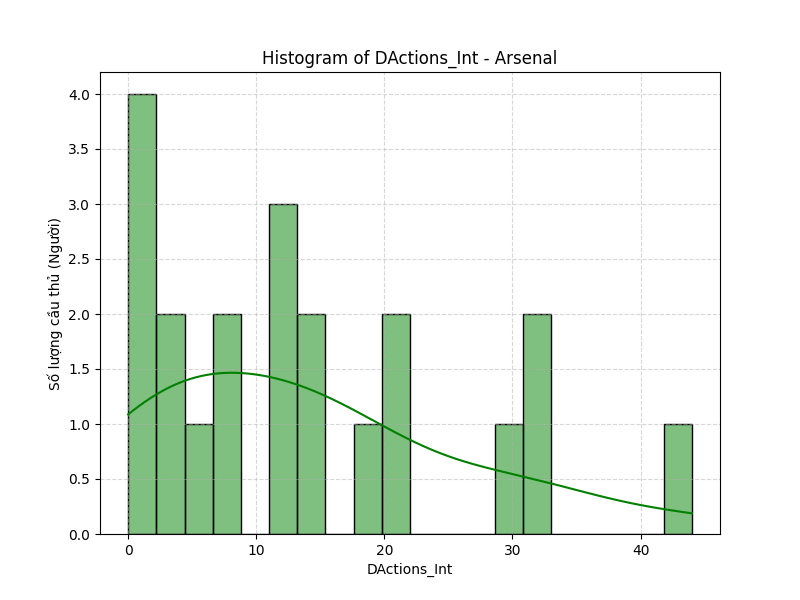 Histogram of DActions_Int - Arsenal
4.0
3.5
3.0
2.5
2.0
1.5
1.0
0.5
0.0
Số lượng cầu thủ (Người)
0 10 20 30 40
DActions_Int